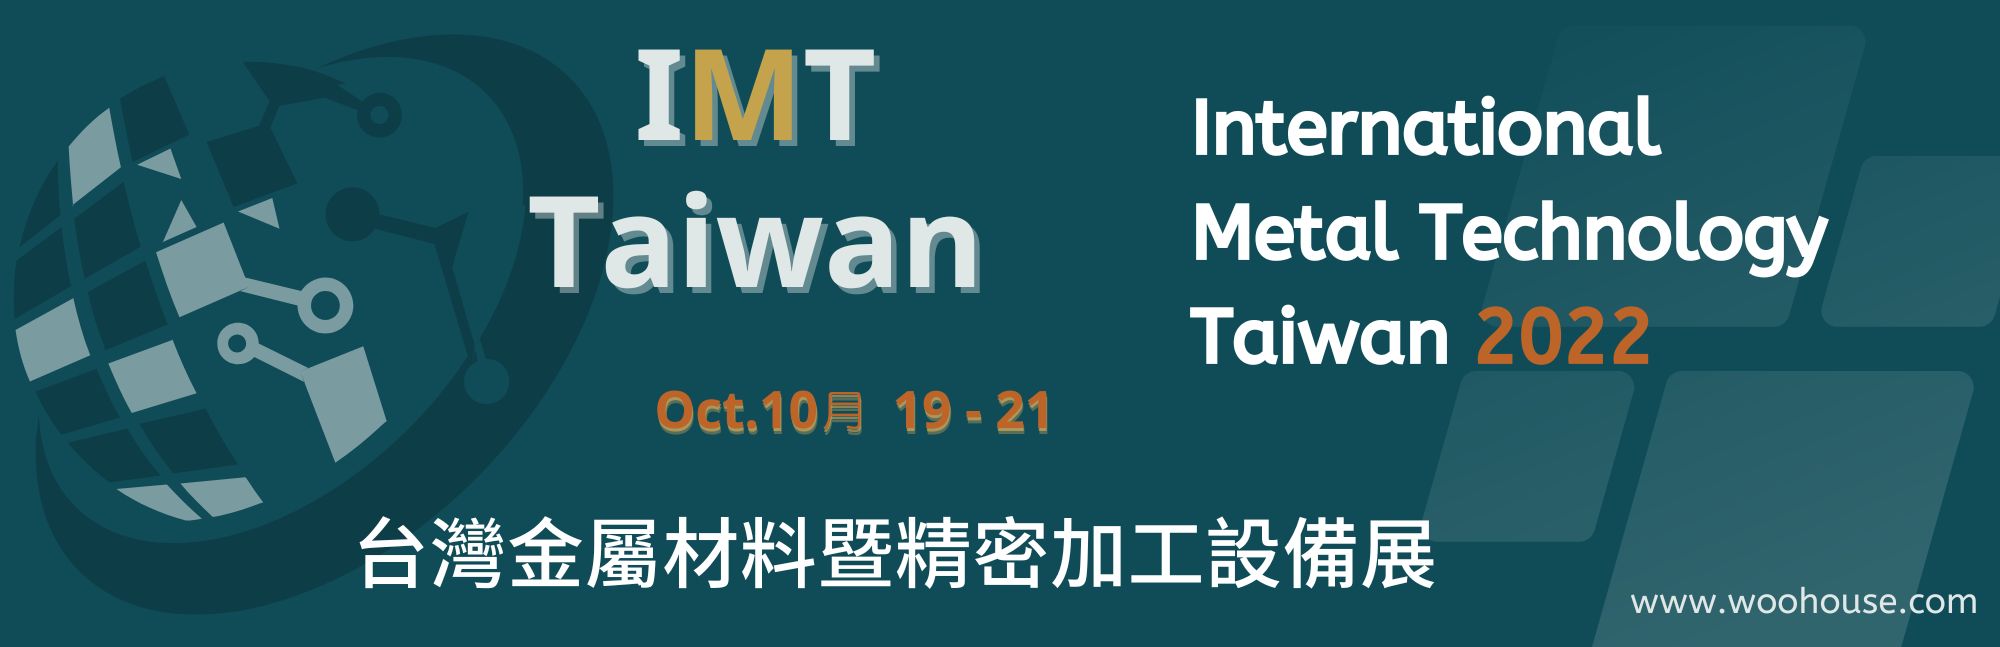 IMT
Taiwan
Oct.10月 19 - 21
International
Metal Technology
Taiwan 2022
台灣金屬材料暨精密加工設備展
www.woohouse.com